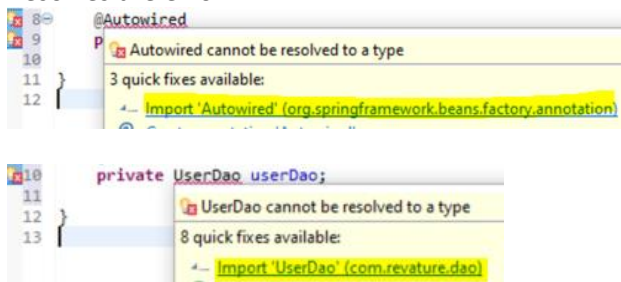 8 @Autowired
9 p
Autowired cannot be resolved to a type
10
11 } 3 quick fixes available:
12 Import 'Autowired' (org.springframework.beans.factory.annotation)
10 private UserDao userDao;
11
UserDao cannot be resolved to a type
12 }
13 8 quick fixes available:
Import 'UserDao' (com.revature.dao)